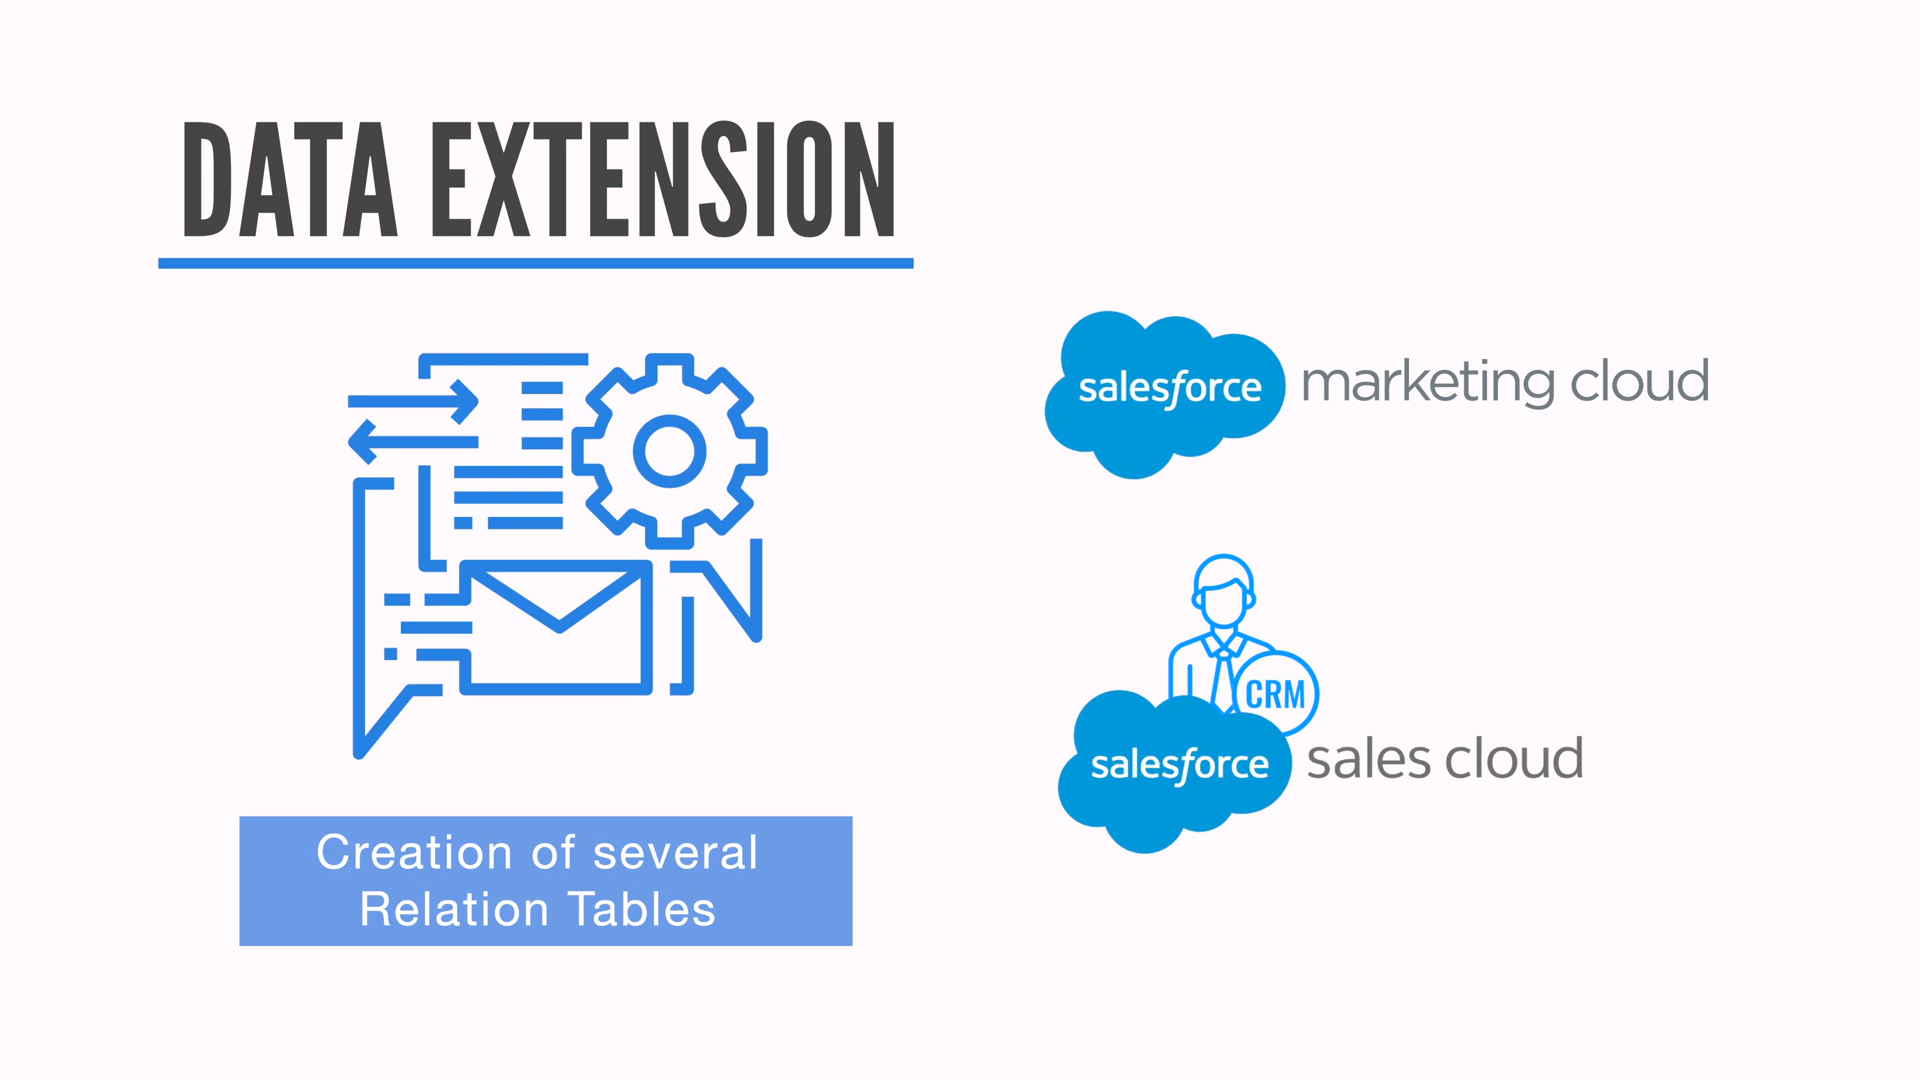 DATA EXTENSION
Creation of several
Relation Tables
salesforce marketing cloud
CRM
salesforce sales cloud